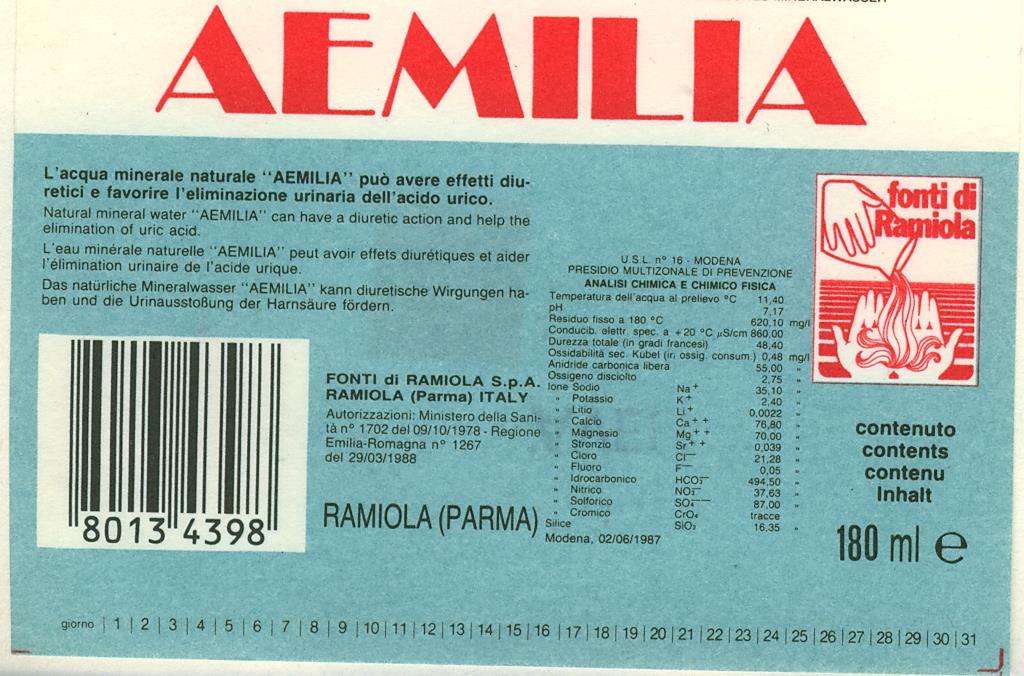 AEMILIA
L'acqua minerale naturale "AEMILIA" può avere effetti diu-
retici e favorire l'eliminazione urinaria dell'acido urico.
Natural mineral water "AEMILIA" can have a diuretic action and help the
elimination of uric acid.
L'eau minérale naturelle "AEMILIA" peut avoir effets diurétiques et aider
l'élimination urinaire de l'acide urique.
Das natürliche Mineralwasser "AEMILIA" kann diuretische Wirgungen ha-
ben und die Urinausstoßung der Harnsäure fördern.
8013 4398
FONTI di RAMIOLA S.p.A.
RAMIOLA (Parma) ITALY
Autorizzazioni: Ministero della Sani-
tà n° 1702 del 09/10/1978 - Regione
Emilia-Romagna n° 1267
del 29/03/1988
RAMIOLA (PARMA)
U.S.L. n° 16 - MODENA
PRESIDIO MULTIZONALE DI PREVENZIONE
ANALISI CHIMICA E CHIMICO FISICA
Temperatura dell'acqua al prelievo °C 11,40
pH 7,17
Residuo fisso a 180 °C 620,10 mg/l
Conducib. elettr. spec. a +20 °C µS/cm 860,00
Durezza totale (in gradi francesi) 48,40
Ossidabilità sec. Kubel (in ossig. consum.) 0,48 mg/l
Anidride carbonica libera 55,00 "
Ossigeno disciolto 2,75 "
Ione Sodio Na+ 35,10 "
" Potassio K+ 2,40 "
" Litio Li+ 0,0022 "
" Calcio Ca++ 76,80 "
" Magnesio Mg++ 70,00 "
" Stronzio Sr++ 0,039 "
" Cloro Cl− 21,28 "
" Fluoro F− 0,05 "
" Idrocarbonico HCO3− 494,50 "
" Nitrico NO3− 37,63 "
" Solforico SO4−− 87,00 "
" Cromico CrO4 tracce
Silice SiO2 16,35 "
Modena, 02/06/1987
fonti di
Ramiola
contenuto
contents
contenu
Inhalt
180 ml e
giorno | 1 | 2 | 3 | 4 | 5 | 6 | 7 | 8 | 9 | 10 | 11 | 12 | 13 | 14 | 15 | 16 | 17 | 18 | 19 | 20 | 21 | 22 | 23 | 24 | 25 | 26 | 27 | 28 | 29 | 30 | 31